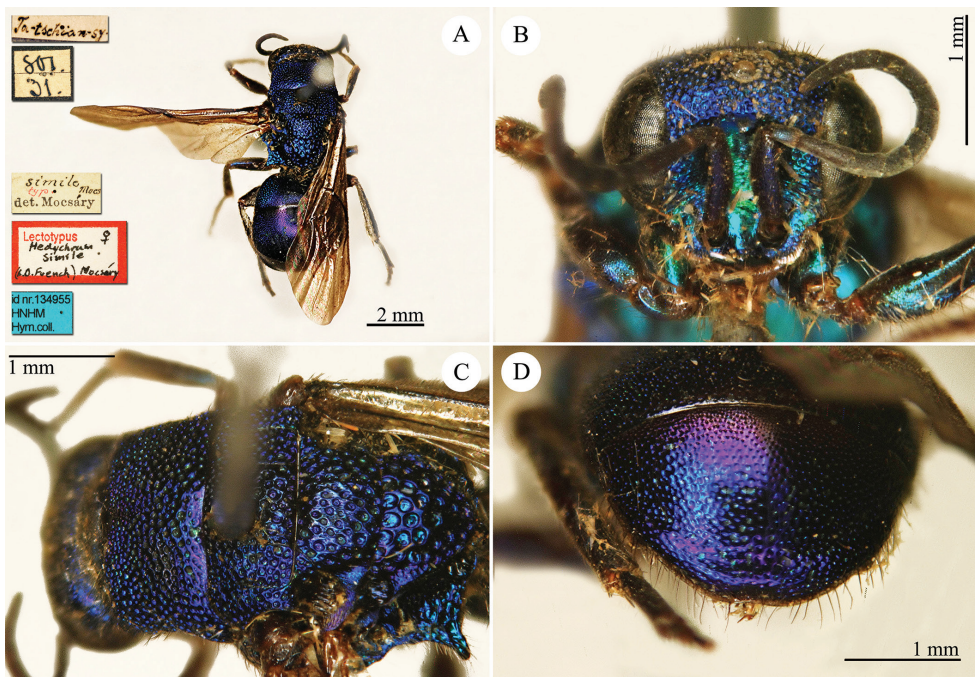 Ta-tschian-sy.
A
B
1 mm
801.
simile Mocs
typ.
det. Mocsáry
Lectotypus ♀
Hedychrum
simile
Mocsáry
id nr.134955
HNHM
Hym.coll.
2 mm
1 mm
C
D
1 mm